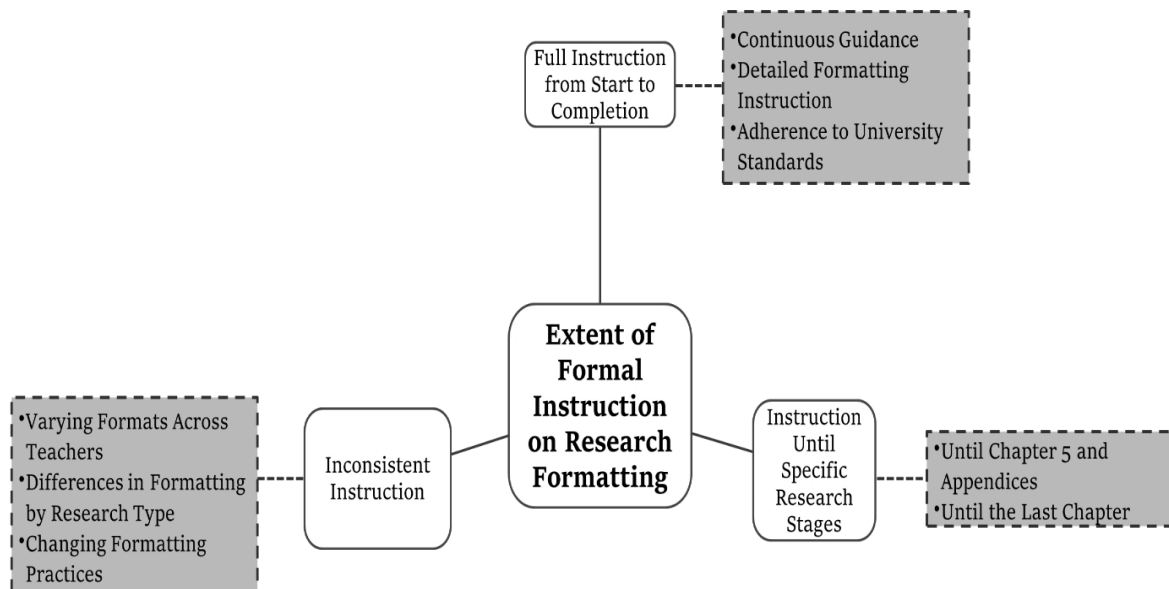 Full Instruction
from Start to
Completion
•Continuous Guidance
•Detailed Formatting
Instruction
•Adherence to University
Standards
Extent of
Formal
Instruction
on Research
Formatting
•Varying Formats Across
Teachers
•Differences in Formatting
by Research Type
•Changing Formatting
Practices
Inconsistent
Instruction
Instruction
Until
Specific
Research
Stages
•Until Chapter 5 and
Appendices
•Until the Last Chapter